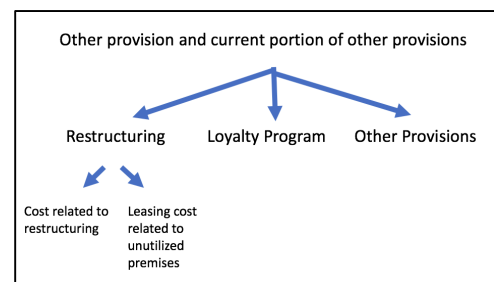 Other provision and current portion of other provisions
Restructuring
Loyalty Program
Other Provisions
Cost related to
restructuring
Leasing cost
related to
unutilized
premises